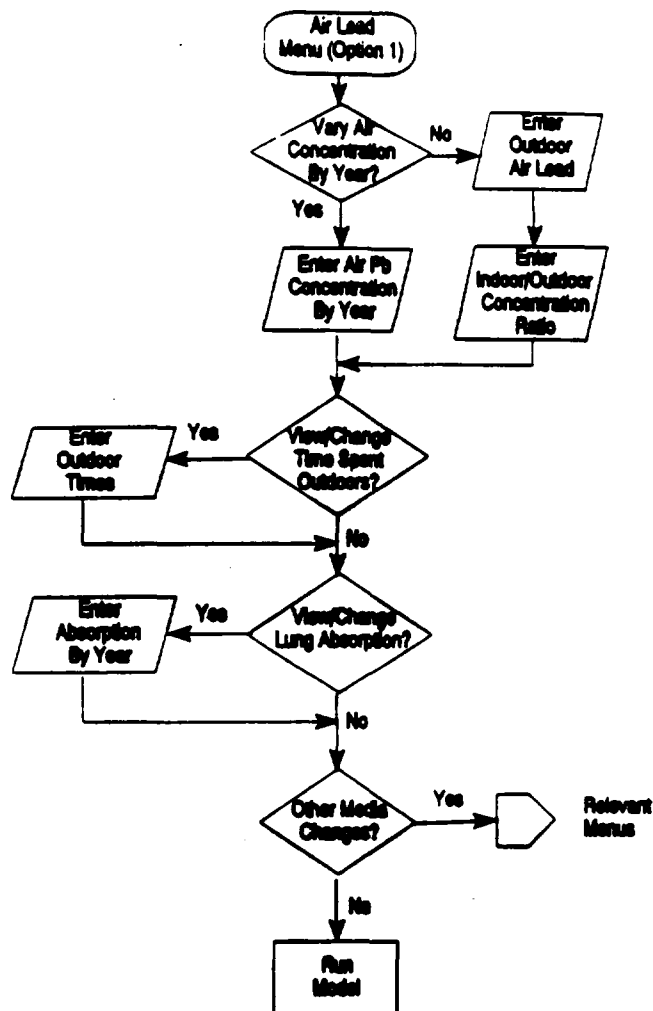 Air Lead
Menu (Option 1)
Vary Air
Concentration
By Year?
No
Enter
Outdoor
Air Lead
Yes
Enter Air Pb
Concentration
By Year
Enter
Indoor/Outdoor
Concentration
Ratio
View/Change
Time Spent
Outdoors?
Yes
Enter
Outdoor
Times
No
View/Change
Lung Absorption?
Yes
Enter
Absorption
By Year
No
Other Media
Changes?
Yes
Relevant
Menus
No
Run
Model